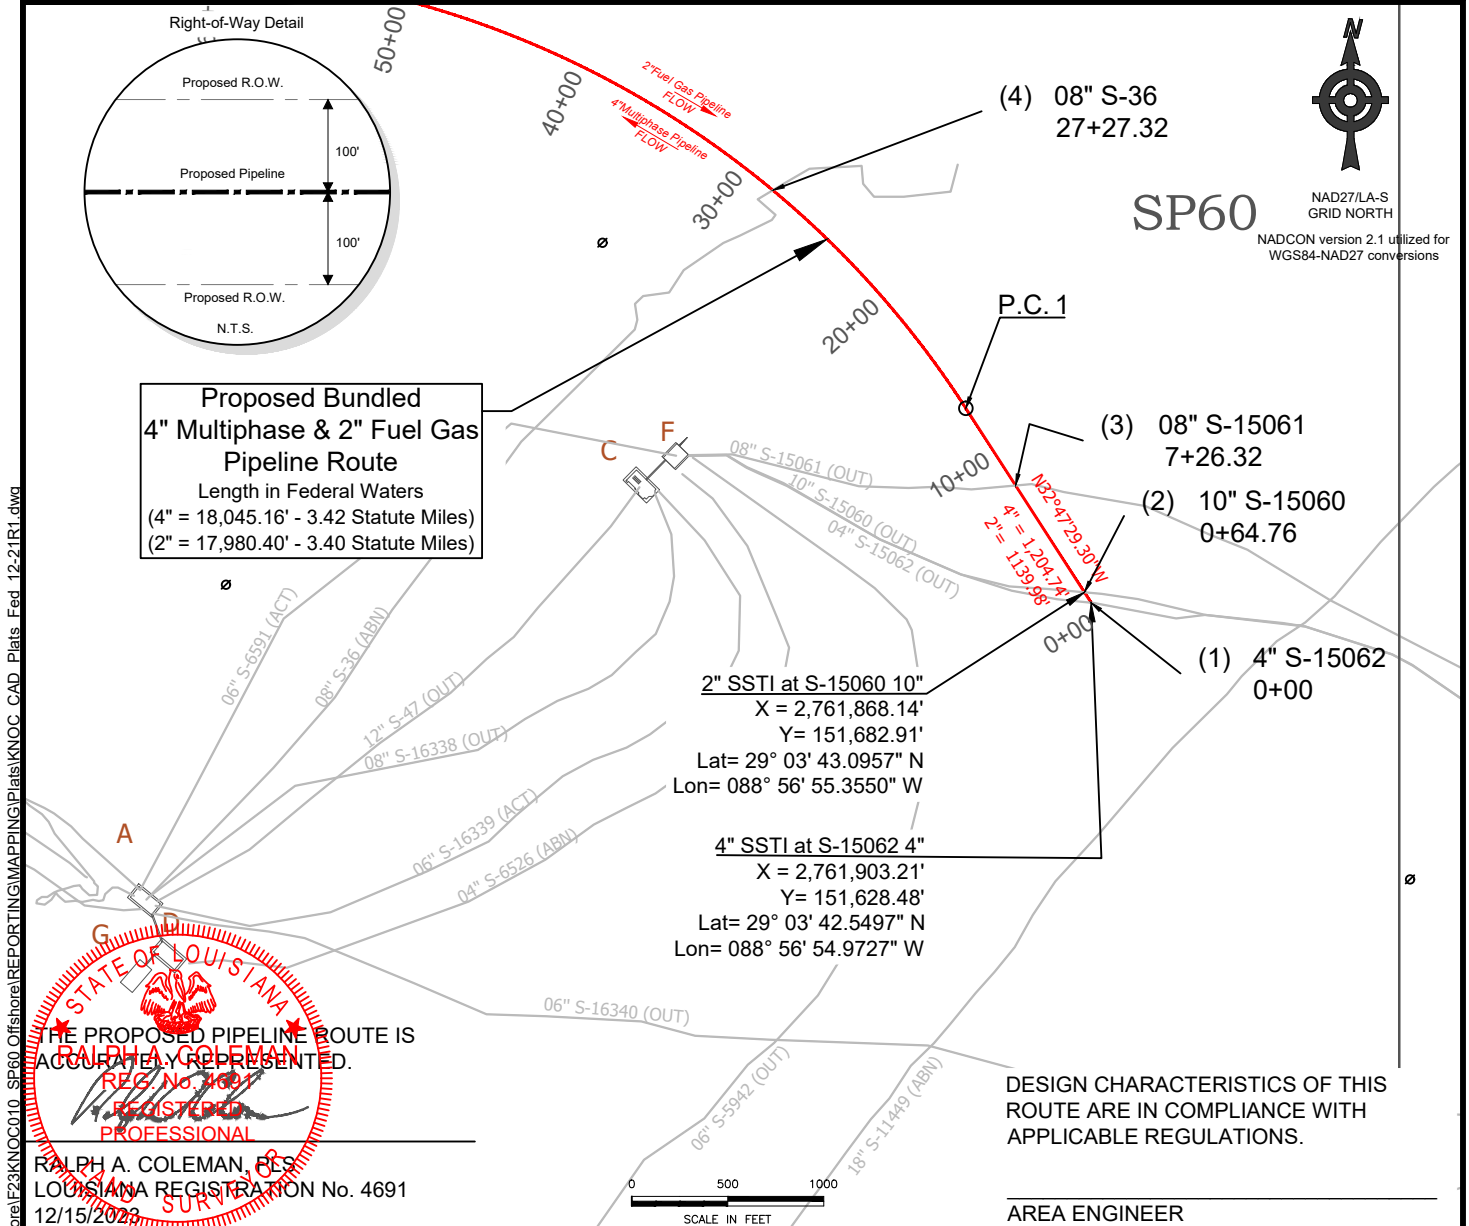 Right-of-Way Detail
Proposed R.O.W.
100'
Proposed Pipeline
100'
Proposed R.O.W.
N.T.S.
50+00
40+00
30+00
20+00
10+00
0+00
2"Fuel Gas Pipeline
FLOW
4"Multiphase Pipeline
FLOW
(4) 08" S-36
27+27.32
N
NAD27/LA-S
GRID NORTH
NADCON version 2.1 utilized for
WGS84-NAD27 conversions
SP60
P.C. 1
Proposed Bundled
4" Multiphase & 2" Fuel Gas
Pipeline Route
Length in Federal Waters
(4" = 18,045.16' - 3.42 Statute Miles)
(2" = 17,980.40' - 3.40 Statute Miles)
C
F
08" S-15061 (OUT)
10" S-15060 (OUT)
04" S-15062 (OUT)
(3) 08" S-15061
7+26.32
(2) 10" S-15060
0+64.76
N32°47'29.30"W
4" = 1,204.74'
2" = 1139.98'
(1) 4" S-15062
0+00
06" S-6591 (ACT)
08" S-36 (ABN)
12" S-47 (OUT)
08" S-16338 (OUT)
06" S-16339 (ACT)
04" S-6526 (ABN)
2" SSTI at S-15060 10"
X = 2,761,868.14'
Y= 151,682.91'
Lat= 29° 03' 43.0957" N
Lon= 088° 56' 55.3550" W
4" SSTI at S-15062 4"
X = 2,761,903.21'
Y= 151,628.48'
Lat= 29° 03' 42.5497" N
Lon= 088° 56' 54.9727" W
A
G
D
06" S-16340 (OUT)
06" S-5942 (OUT)
18" S-11449 (ABN)
STATE OF LOUISIANA
RALPH A. COLEMAN
REG. No. 4691
REGISTERED
PROFESSIONAL
LAND SURVEYOR
THE PROPOSED PIPELINE ROUTE IS
ACCURATELY REPRESENTED.
RALPH A. COLEMAN, PLS
LOUISIANA REGISTRATION No. 4691
12/15/2023
0 500 1000
SCALE IN FEET
DESIGN CHARACTERISTICS OF THIS
ROUTE ARE IN COMPLIANCE WITH
APPLICABLE REGULATIONS.
AREA ENGINEER
ore\F23KNOC010_SP60 Offshore\REPORTING\MAPPING\Plats\KNOC_CAD_Plats_Fed_12-21R1.dwg